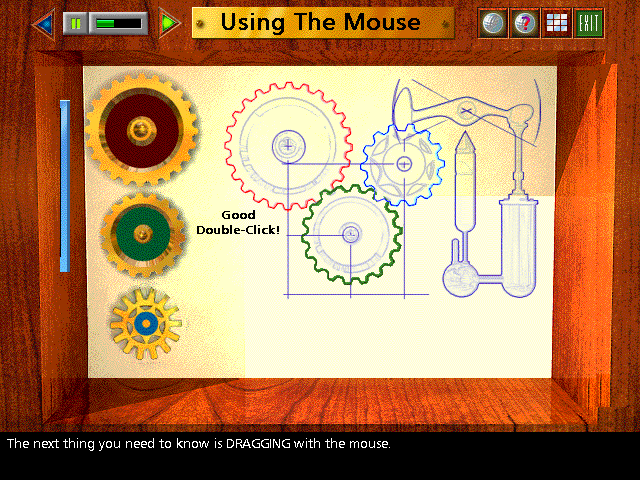 Using The Mouse
EXIT
Good
Double-Click!
The next thing you need to know is DRAGGING with the mouse.